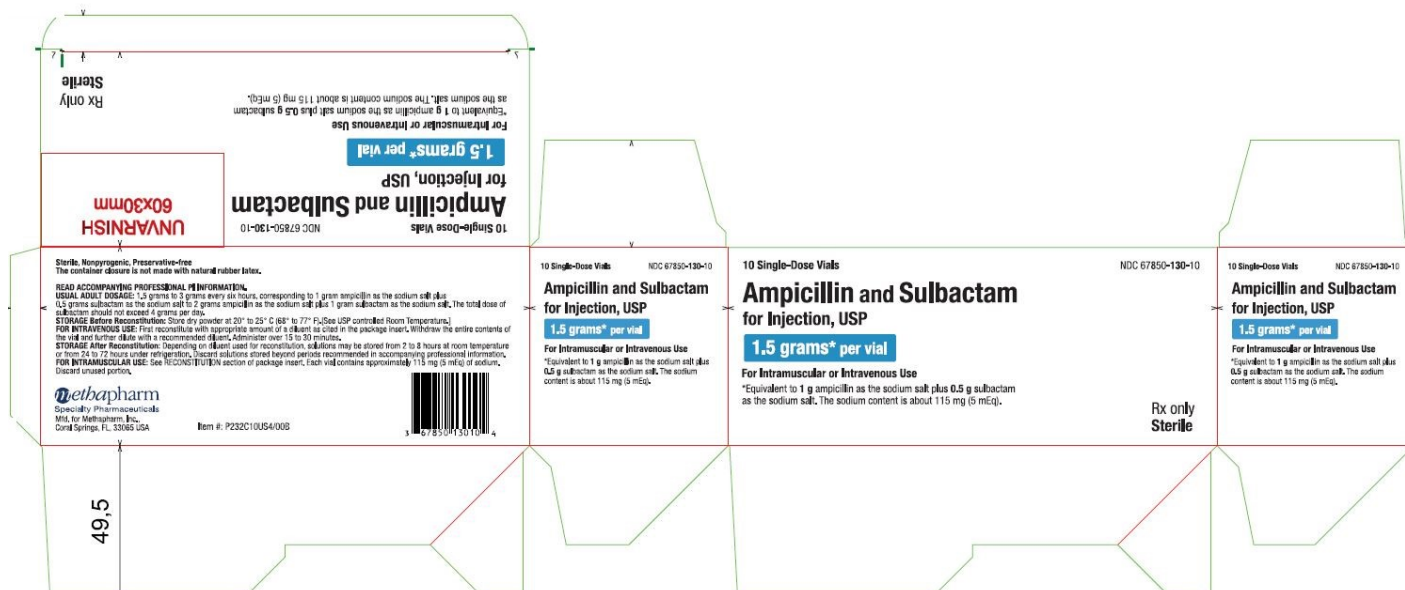 Rx only
Sterile
*Equivalent to 1 g ampicillin as the sodium salt plus 0.5 g sulbactam
as the sodium salt. The sodium content is about 115 mg (5 mEq).
For Intramuscular or Intravenous Use
1.5 grams* per vial
for Injection, USP
Ampicillin and Sulbactam
10 Single-Dose Vials NDC 67850-130-10
UNVARNISH
60x30mm
Sterile, Nonpyrogenic, Preservative-free
The container closure is not made with natural rubber latex.
READ ACCOMPANYING PROFESSIONAL PI INFORMATION.
USUAL ADULT DOSAGE: 1,5 grams to 3 grams every six hours, corresponding to 1 gram ampicillin as the sodium salt plus
0,5 grams sulbactam as the sodium salt to 2 grams ampicillin as the sodium salt plus 1 gram sulbactam as the sodium salt. The total dose of
sulbactam should not exceed 4 grams per day.
STORAGE Before Reconstitution: Store dry powder at 20° to 25° C (68° to 77° F).[See USP controlled Room Temperature.]
FOR INTRAVENOUS USE: First reconstitute with appropriate amount of a diluent as cited in the package insert. Withdraw the entire contents of
the vial and further dilute with a recommended diluent. Administer over 15 to 30 minutes.
STORAGE After Reconstitution: Depending on diluent used for reconstitution, solutions may be stored from 2 to 8 hours at room temperature
or from 24 to 72 hours under refrigeration. Discard solutions stored beyond periods recommended in accompanying professional information.
FOR INTRAMUSCULAR USE: See RECONSTITUTION section of package insert. Each vial contains approximately 115 mg (5 mEq) of sodium.
Discard unused portion.
methapharm
Specialty Pharmaceuticals
Mfd. for Methapharm, Inc.,
Coral Springs, FL, 33065 USA
Item #: P232C10US4/00B
3 67850 13010 4
10 Single-Dose Vials NDC 67850-130-10
Ampicillin and Sulbactam
for Injection, USP
1.5 grams* per vial
For Intramuscular or Intravenous Use
*Equivalent to 1 g ampicillin as the sodium salt plus
0.5 g sulbactam as the sodium salt. The sodium
content is about 115 mg (5 mEq).
10 Single-Dose Vials NDC 67850-130-10
Ampicillin and Sulbactam
for Injection, USP
1.5 grams* per vial
For Intramuscular or Intravenous Use
*Equivalent to 1 g ampicillin as the sodium salt plus 0.5 g sulbactam
as the sodium salt. The sodium content is about 115 mg (5 mEq).
Rx only
Sterile
10 Single-Dose Vials NDC 67850-130-10
Ampicillin and Sulbactam
for Injection, USP
1.5 grams* per vial
For Intramuscular or Intravenous Use
*Equivalent to 1 g ampicillin as the sodium salt plus
0.5 g sulbactam as the sodium salt. The sodium
content is about 115 mg (5 mEq).
49,5